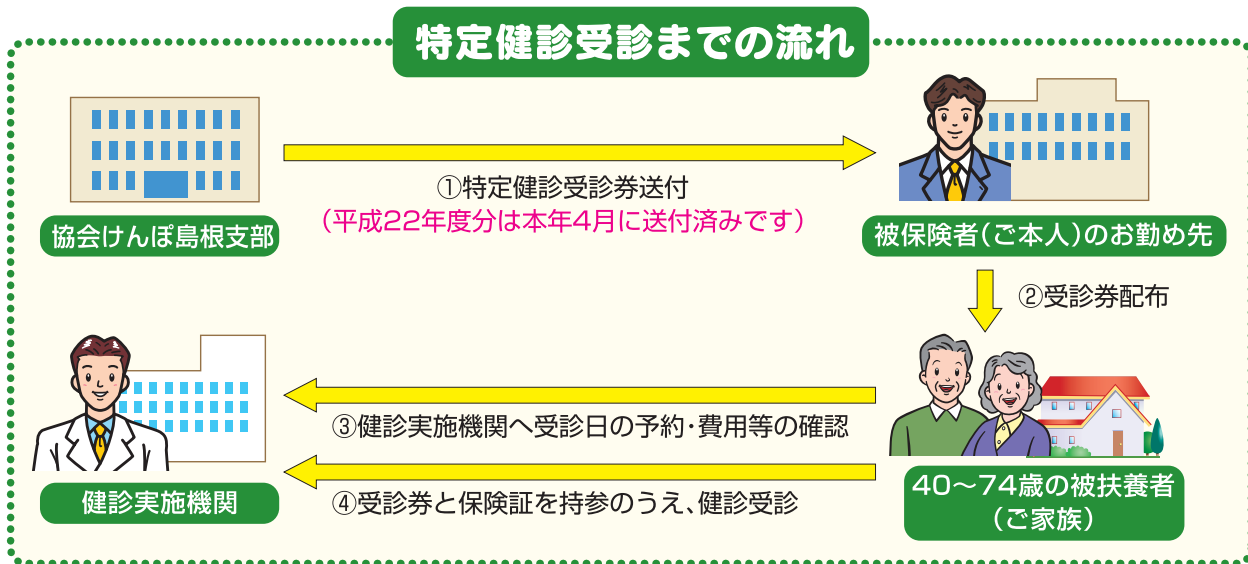 特定健診受診までの流れ
①特定健診受診券送付
（平成22年度分は本年4月に送付済みです）
協会けんぽ島根支部
被保険者（ご本人）のお勤め先
②受診券配布
③健診実施機関へ受診日の予約・費用等の確認
④受診券と保険証を持参のうえ、健診受診
健診実施機関
40〜74歳の被扶養者
（ご家族）